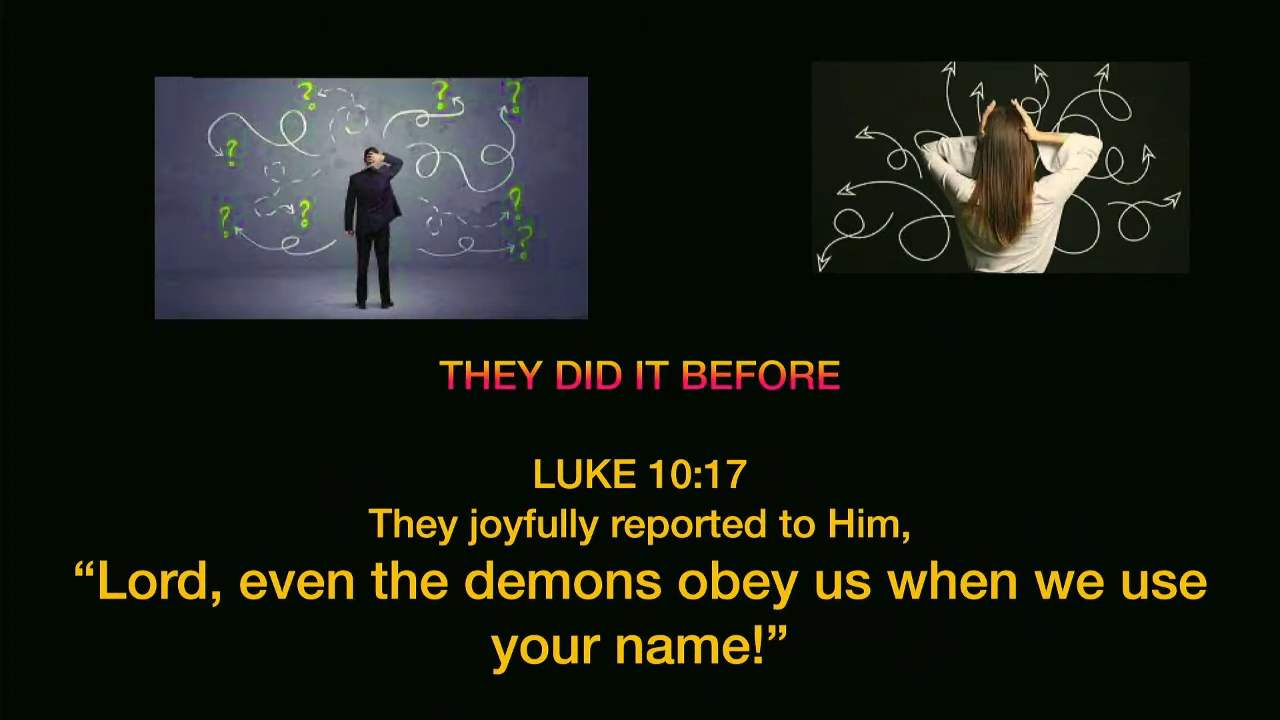 THEY DID IT BEFORE
LUKE 10:17
They joyfully reported to Him,
“Lord, even the demons obey us when we use
your name!”